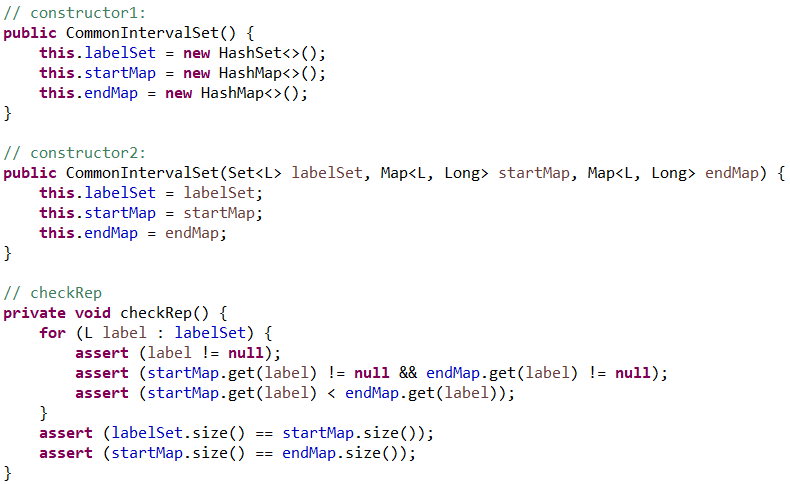 // constructor1:
public CommonIntervalSet() {
    this.labelSet = new HashSet<>();
    this.startMap = new HashMap<>();
    this.endMap = new HashMap<>();
}

// constructor2:
public CommonIntervalSet(Set<L> labelSet, Map<L, Long> startMap, Map<L, Long> endMap) {
    this.labelSet = labelSet;
    this.startMap = startMap;
    this.endMap = endMap;
}

// checkRep
private void checkRep() {
    for (L label : labelSet) {
        assert (label != null);
        assert (startMap.get(label) != null && endMap.get(label) != null);
        assert (startMap.get(label) < endMap.get(label));
    }
    assert (labelSet.size() == startMap.size());
    assert (startMap.size() == endMap.size());
}